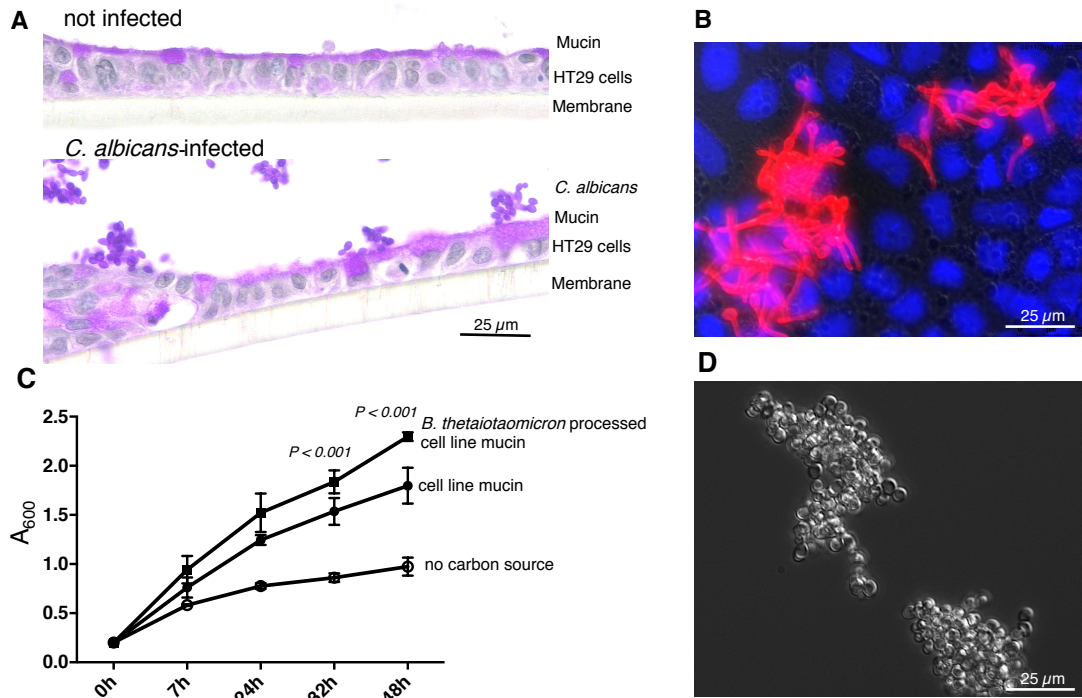 A
not infected
Mucin
HT29 cells
Membrane
C. albicans-infected
C. albicans
Mucin
HT29 cells
Membrane
25 µm
B
25 µm
C
2.5
2.0
1.5
1.0
0.5
0.0
A600
P < 0.001
P < 0.001
B. thetaiotaomicron processed
cell line mucin
cell line mucin
no carbon source
0h
7h
24h
32h
48h
D
25 µm